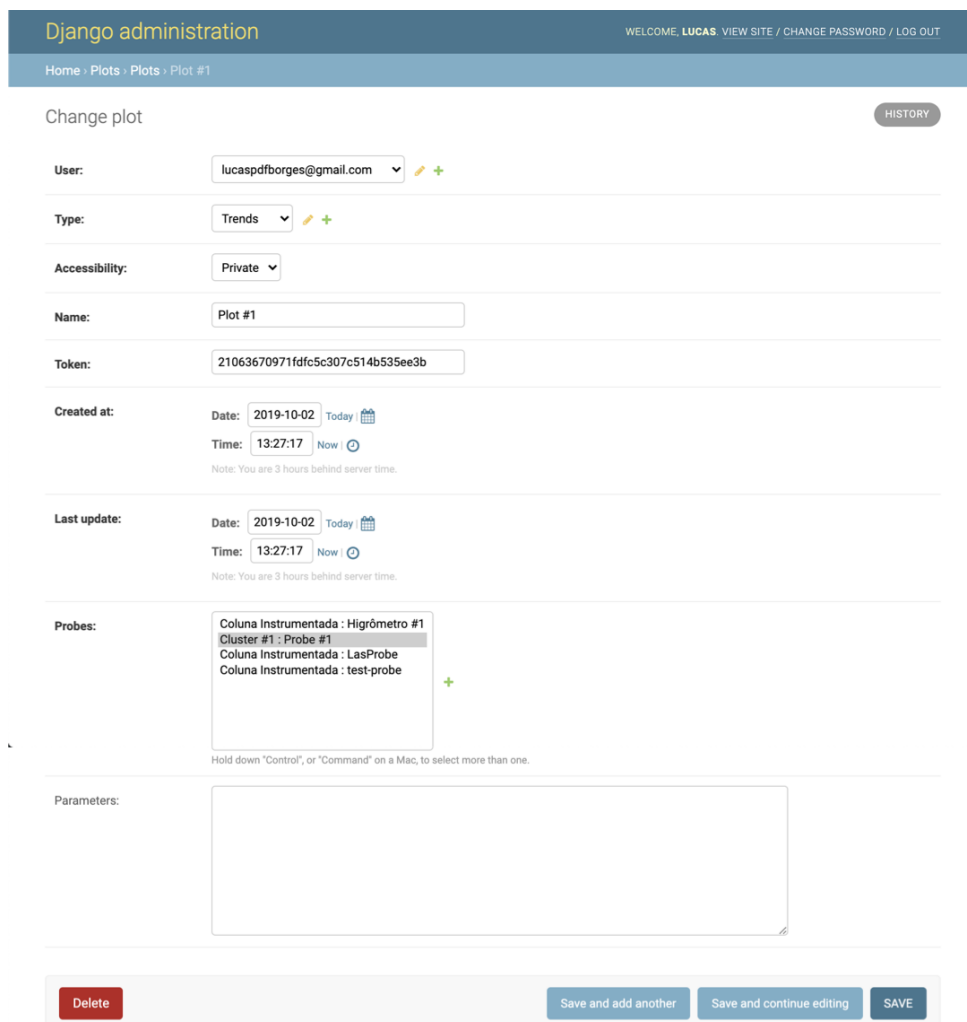 Django administration
WELCOME, LUCAS. VIEW SITE / CHANGE PASSWORD / LOG OUT
Home › Plots › Plots › Plot #1
Change plot
HISTORY
User: lucaspdfborges@gmail.com
Type: Trends
Accessibility: Private
Name: Plot #1
Token: 21063670971fdfc5c307c514b535ee3b
Created at: Date: 2019-10-02 Today |
Time: 13:27:17 Now |
Note: You are 3 hours behind server time.
Last update: Date: 2019-10-02 Today |
Time: 13:27:17 Now |
Note: You are 3 hours behind server time.
Probes: Coluna Instrumentada : Higrômetro #1
Cluster #1 : Probe #1
Coluna Instrumentada : LasProbe
Coluna Instrumentada : test-probe
Hold down "Control", or "Command" on a Mac, to select more than one.
Parameters:
Delete
Save and add another
Save and continue editing
SAVE